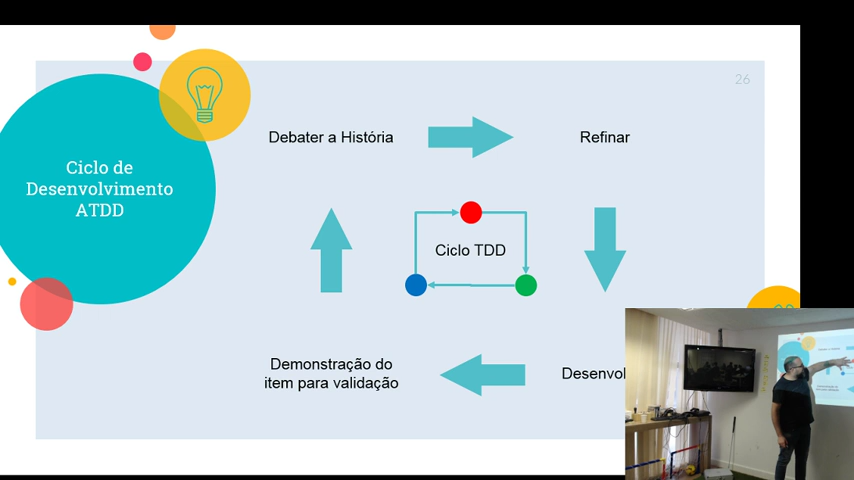 26
Ciclo de
Desenvolvimento
ATDD
Debater a História
Refinar
Ciclo TDD
Demonstração do
item para validação
Desenvol